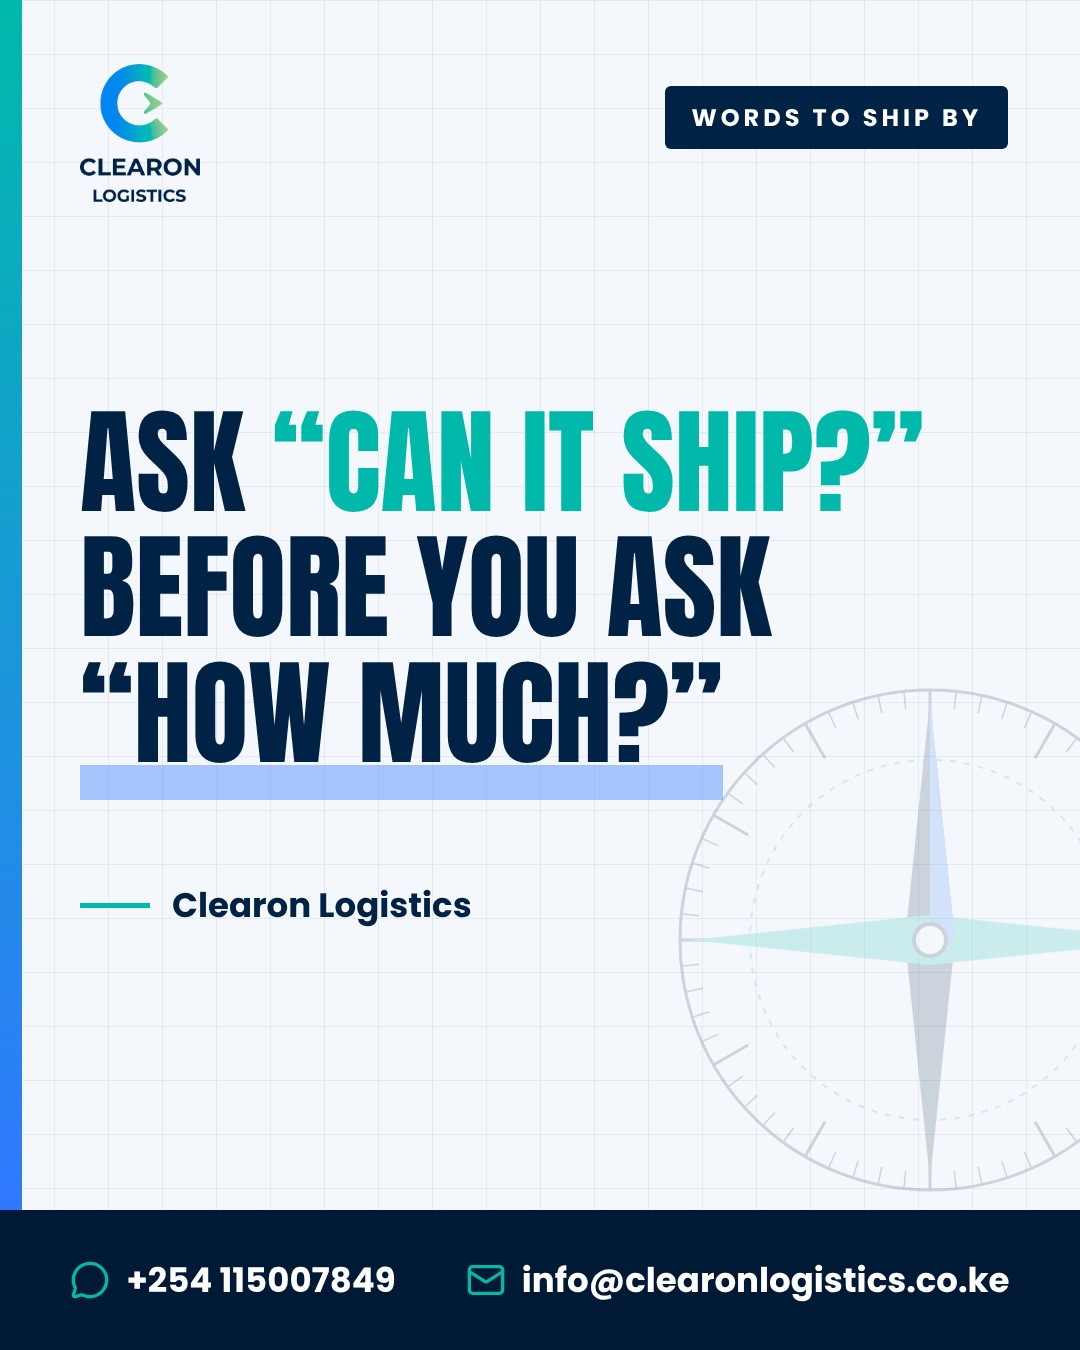 CLEARON
LOGISTICS
WORDS TO SHIP BY
ASK “CAN IT SHIP?”
BEFORE YOU ASK
“HOW MUCH?”
Clearon Logistics
+254 115007849
info@clearonlogistics.co.ke